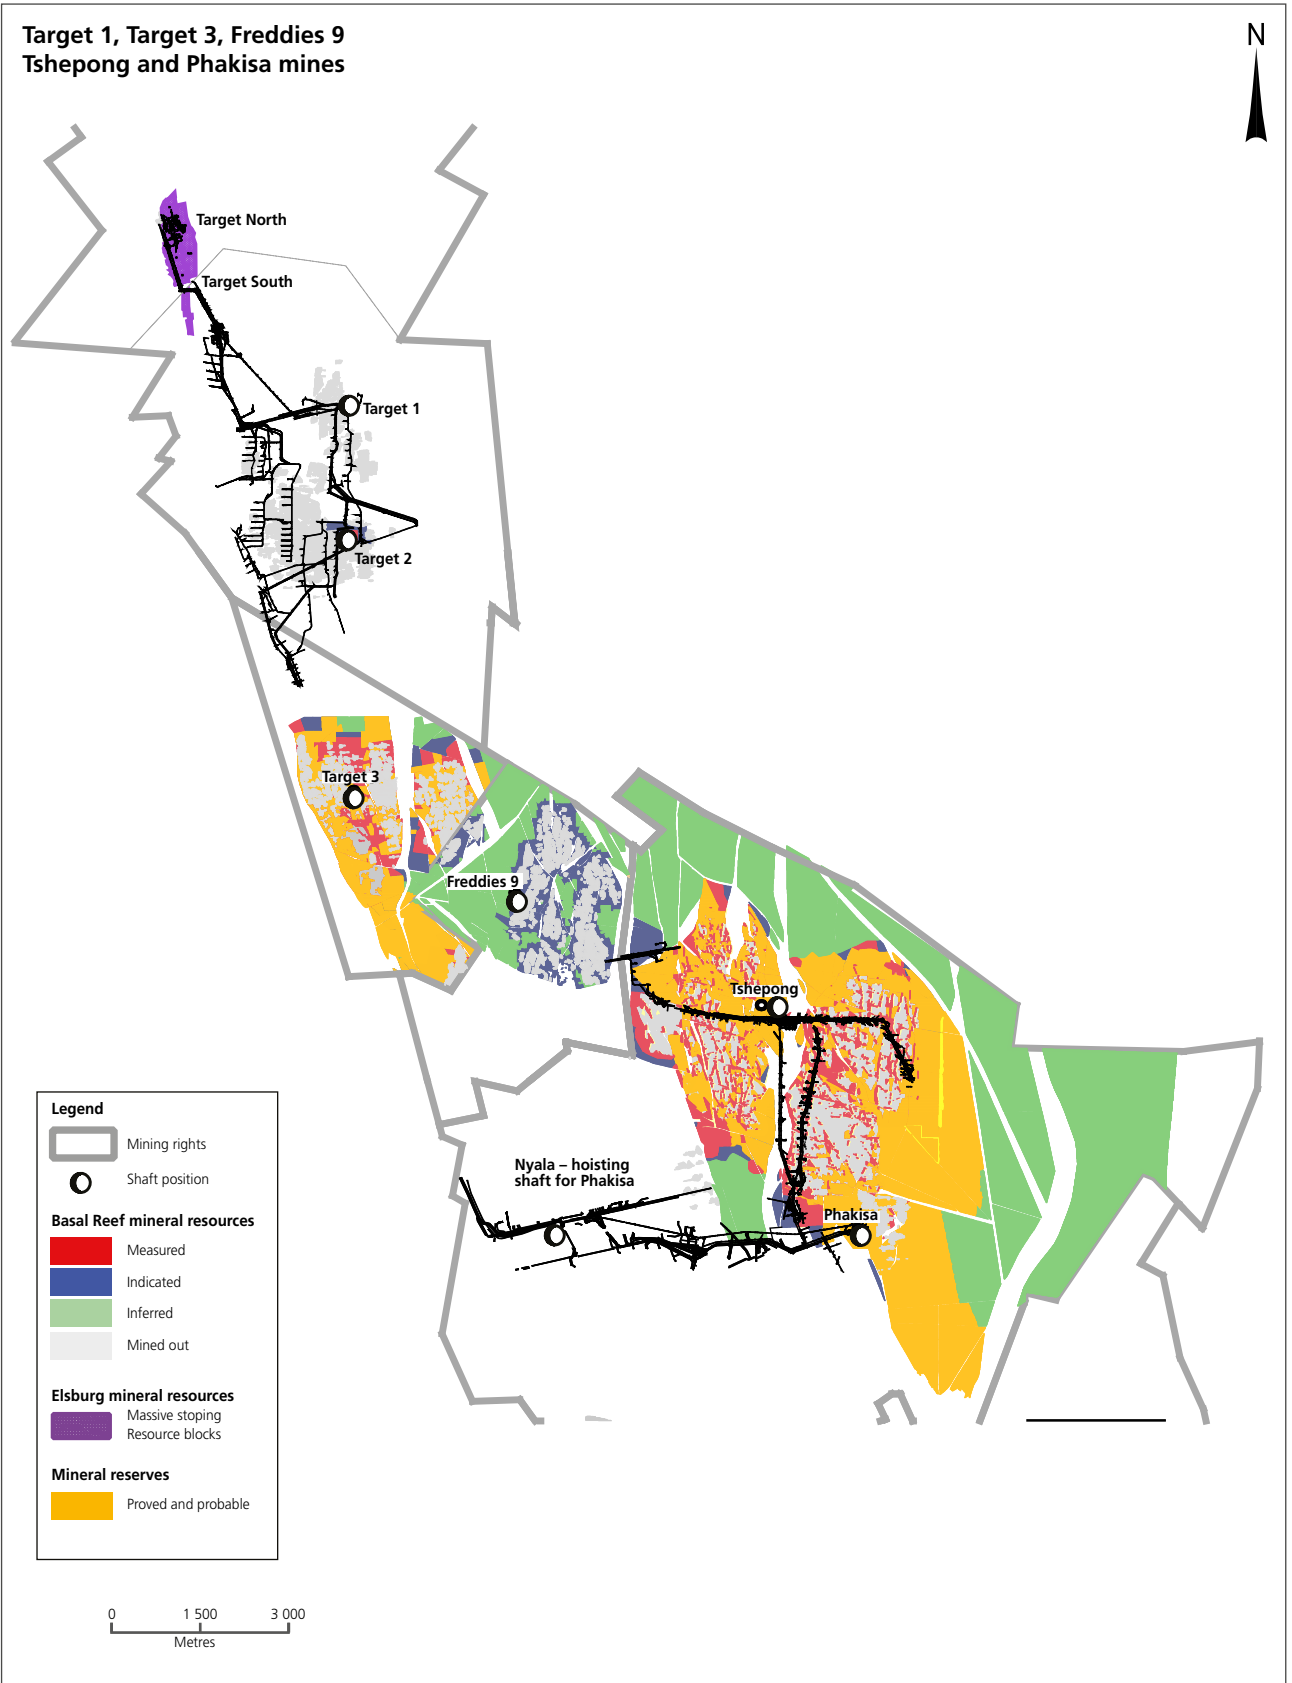 Target 1, Target 3, Freddies 9
Tshepong and Phakisa mines
N
Target North
Target South
Target 1
Target 2
Target 3
Freddies 9
Tshepong
Nyala – hoisting
shaft for Phakisa
Phakisa
Legend
Mining rights
Shaft position
Basal Reef mineral resources
Measured
Indicated
Inferred
Mined out
Elsburg mineral resources
Massive stoping
Resource blocks
Mineral reserves
Proved and probable
0 1 500 3 000
Metres